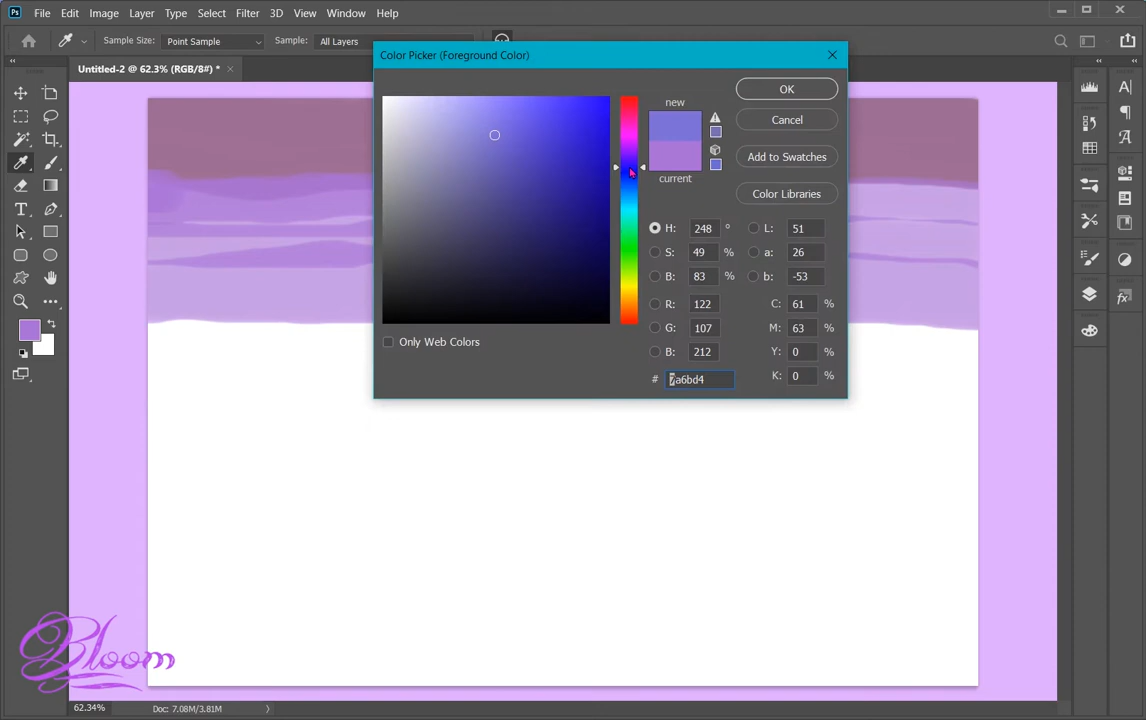 Ps File Edit Image Layer Type Select Filter 3D View Window Help
Sample Size: Point Sample Sample: All Layers
Untitled-2 @ 62.3% (RGB/8#) * ×
Color Picker (Foreground Color)
new
current
OK
Cancel
Add to Swatches
Color Libraries
H: 248 ° L: 51
S: 49 % a: 26
B: 83 % b: -53
R: 122 C: 61 %
G: 107 M: 63 %
B: 212 Y: 0 %
# 7a6bd4 K: 0 %
Only Web Colors
Bloom
62.34% Doc: 7.08M/3.81M